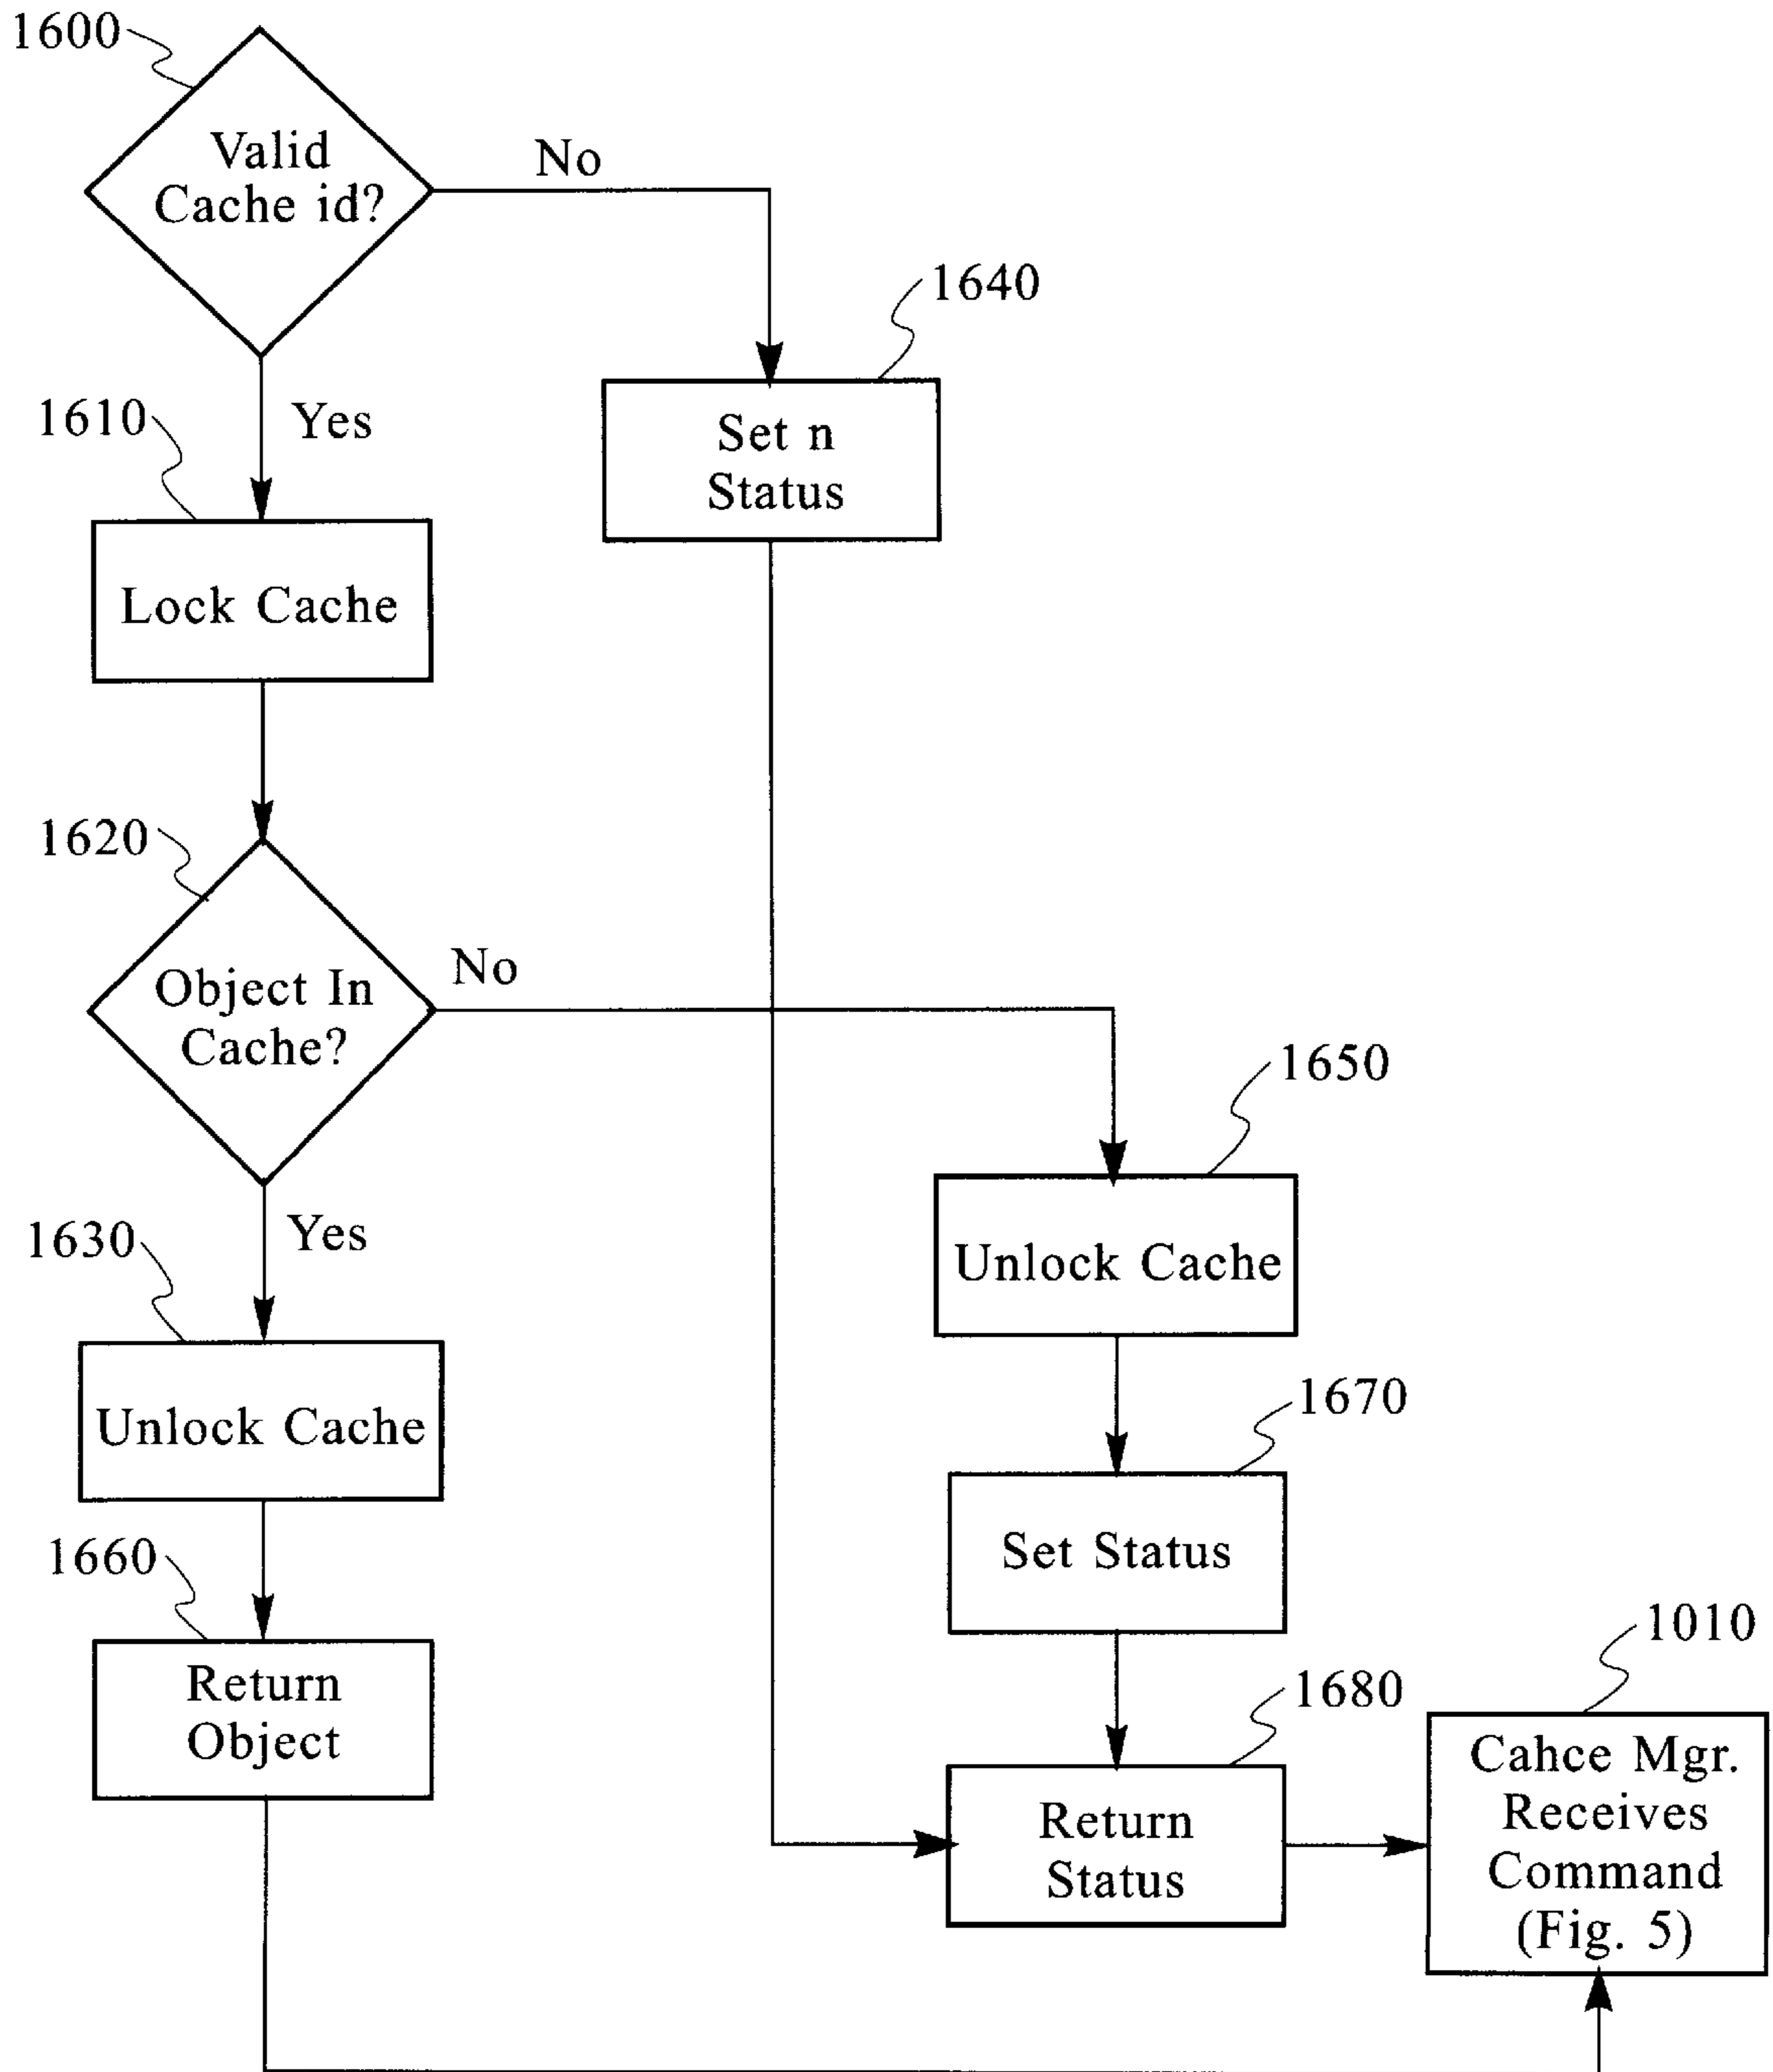 1600
Valid
Cache id?
No
1640
Set n
Status
1610
Yes
Lock Cache
1620
Object In
Cache?
No
1650
Unlock Cache
1630
Yes
Unlock Cache
1670
Set Status
1660
Return
Object
1680
Return
Status
1010
Cahce Mgr.
Receives
Command
(Fig. 5)